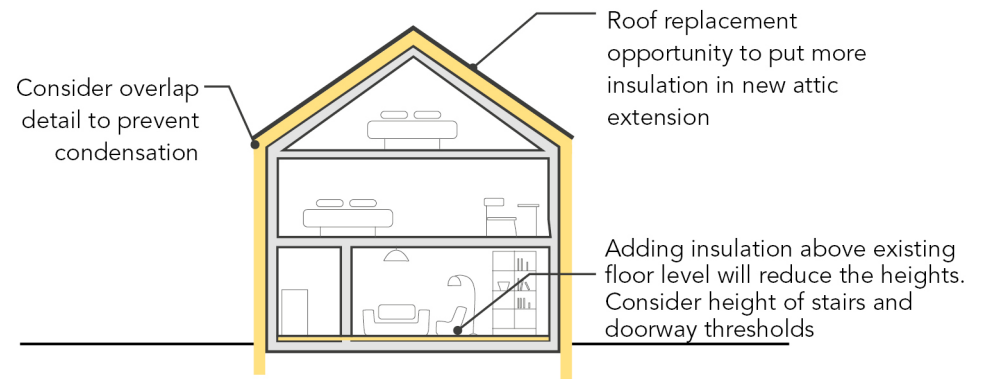 Roof replacement
opportunity to put more
insulation in new attic
extension
Consider overlap
detail to prevent
condensation
Adding insulation above existing
floor level will reduce the heights.
Consider height of stairs and
doorway thresholds